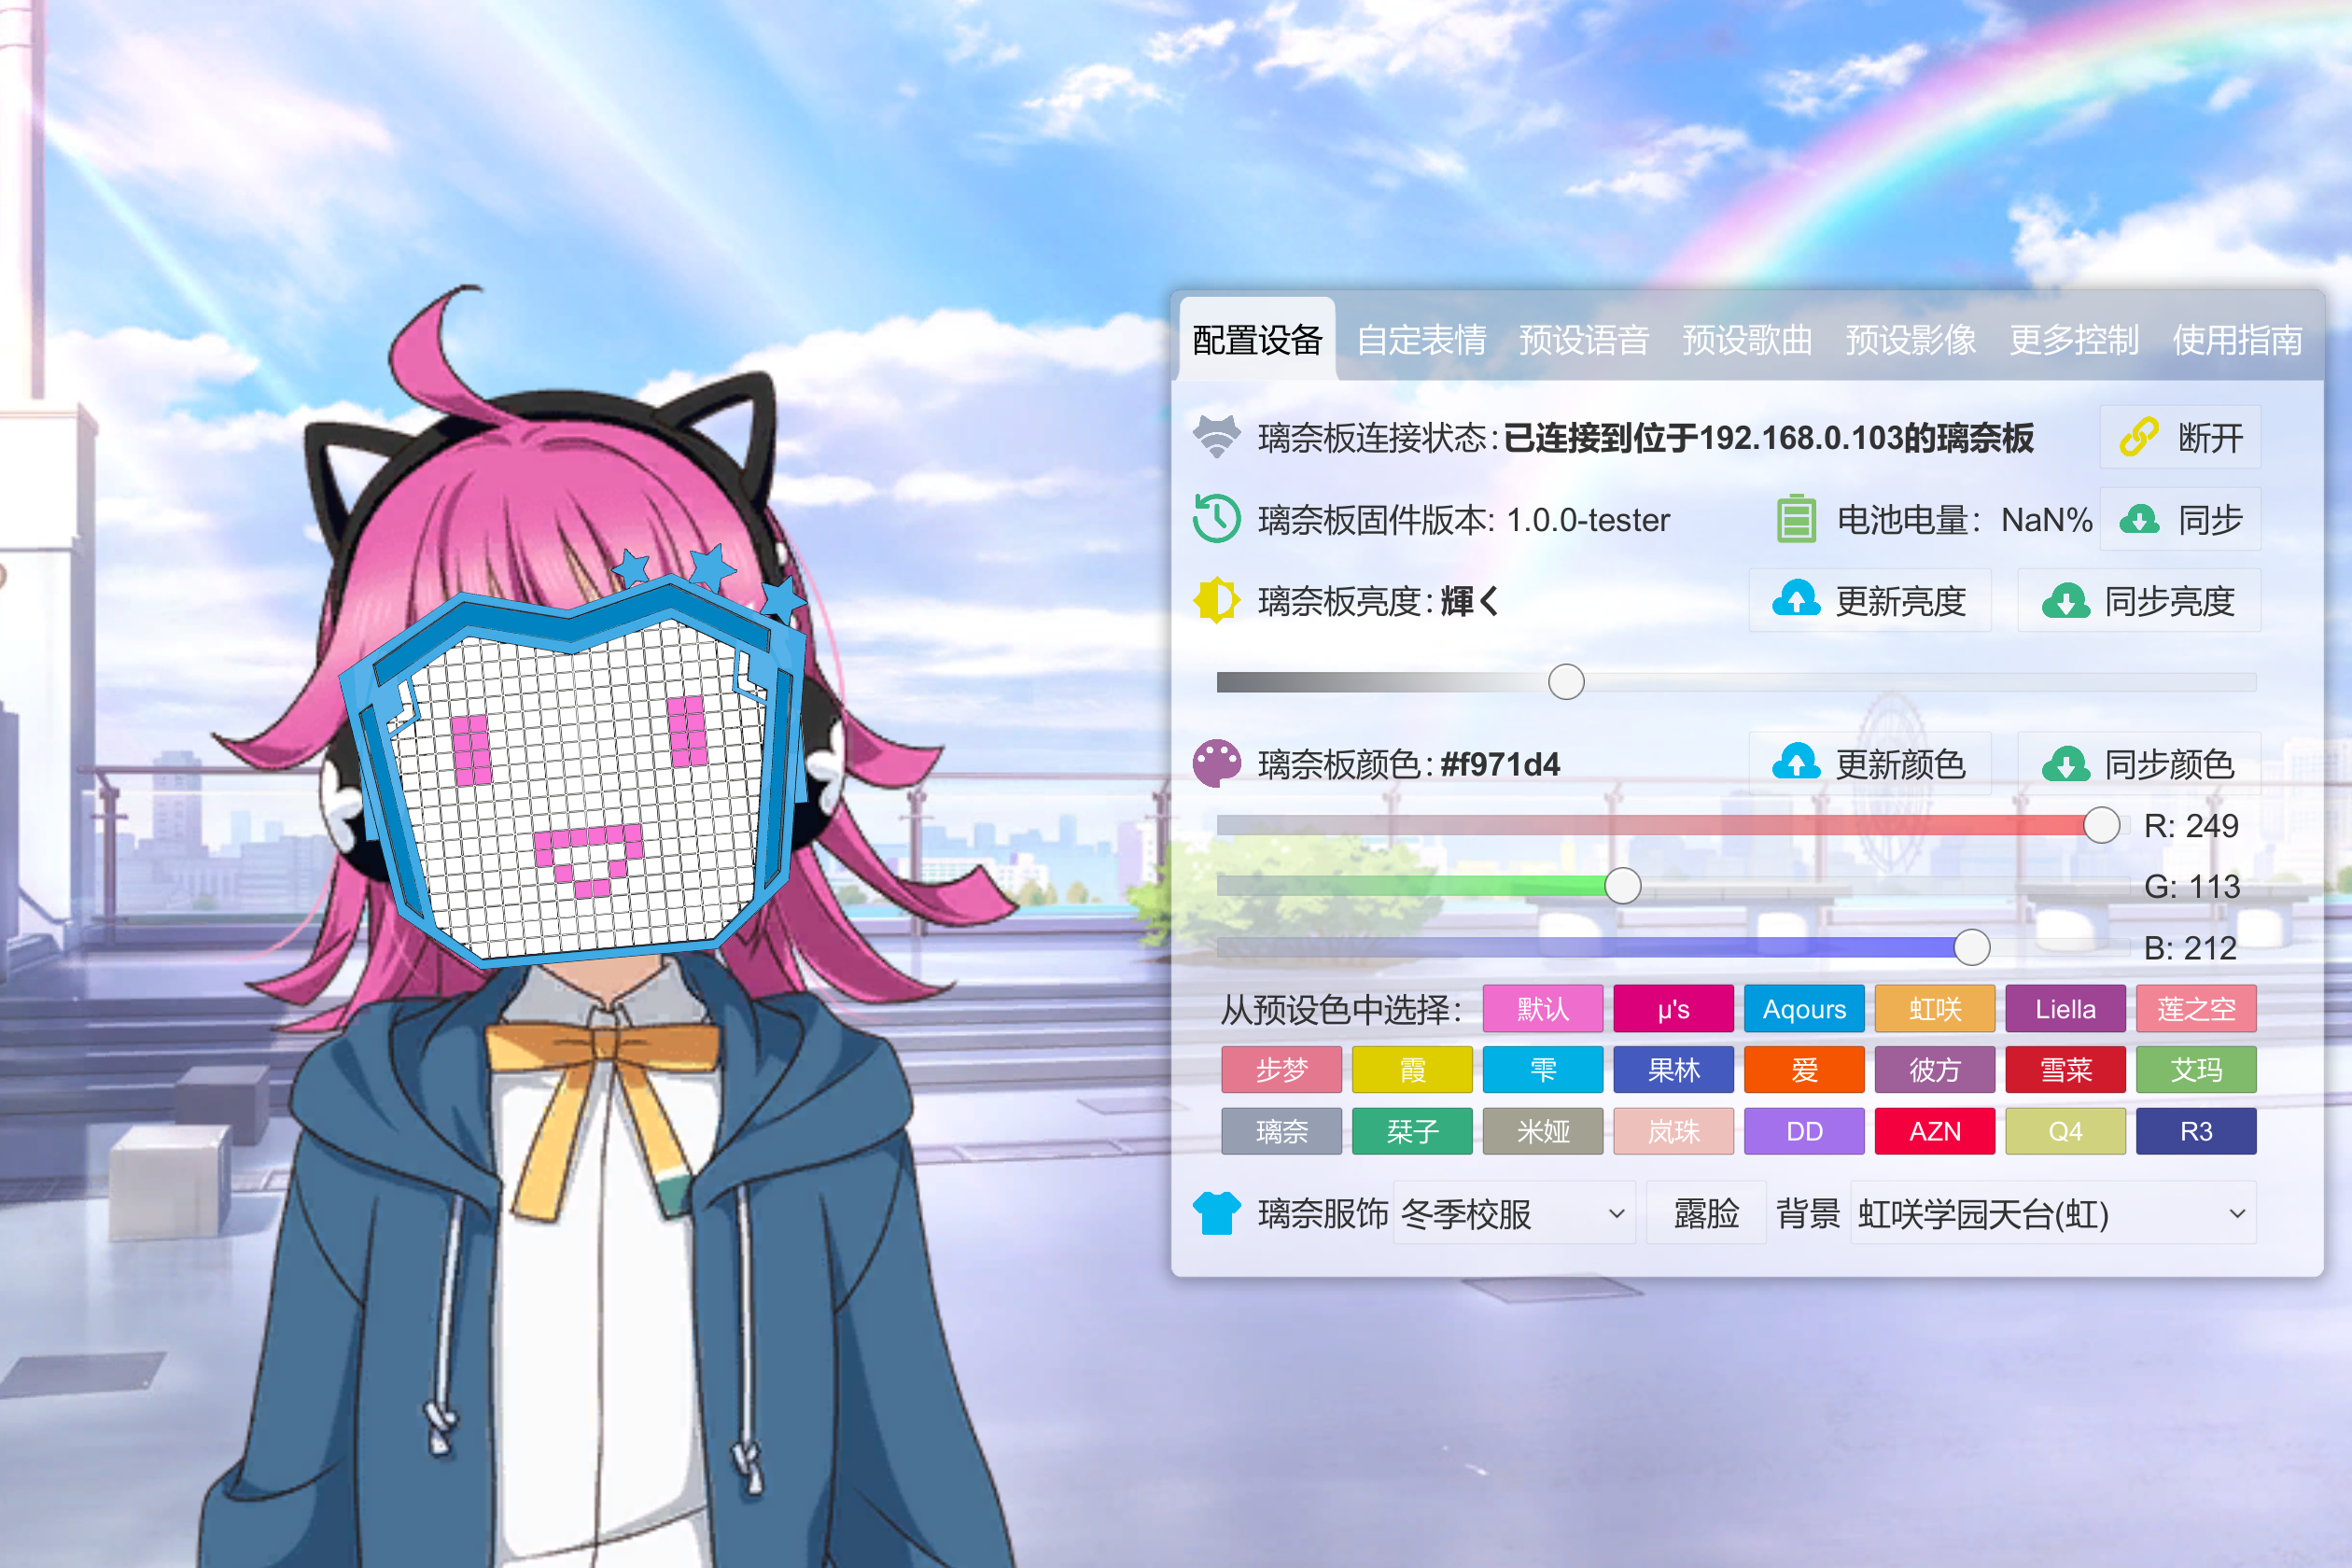 配置设备 自定表情 预设语音 预设歌曲 预设影像 更多控制 使用指南
璃奈板连接状态:已连接到位于192.168.0.103的璃奈板 断开
璃奈板固件版本: 1.0.0-tester 电池电量: NaN% 同步
璃奈板亮度:輝く 更新亮度 同步亮度
璃奈板颜色:#f971d4 更新颜色 同步颜色
R: 249
G: 113
B: 212
从预设色中选择: 默认 μ's Aqours 虹咲 Liella 莲之空
步梦 霞 雫 果林 爱 彼方 雪菜 艾玛
璃奈 栞子 米娅 岚珠 DD AZN Q4 R3
璃奈服饰 冬季校服 露脸 背景 虹咲学园天台(虹)